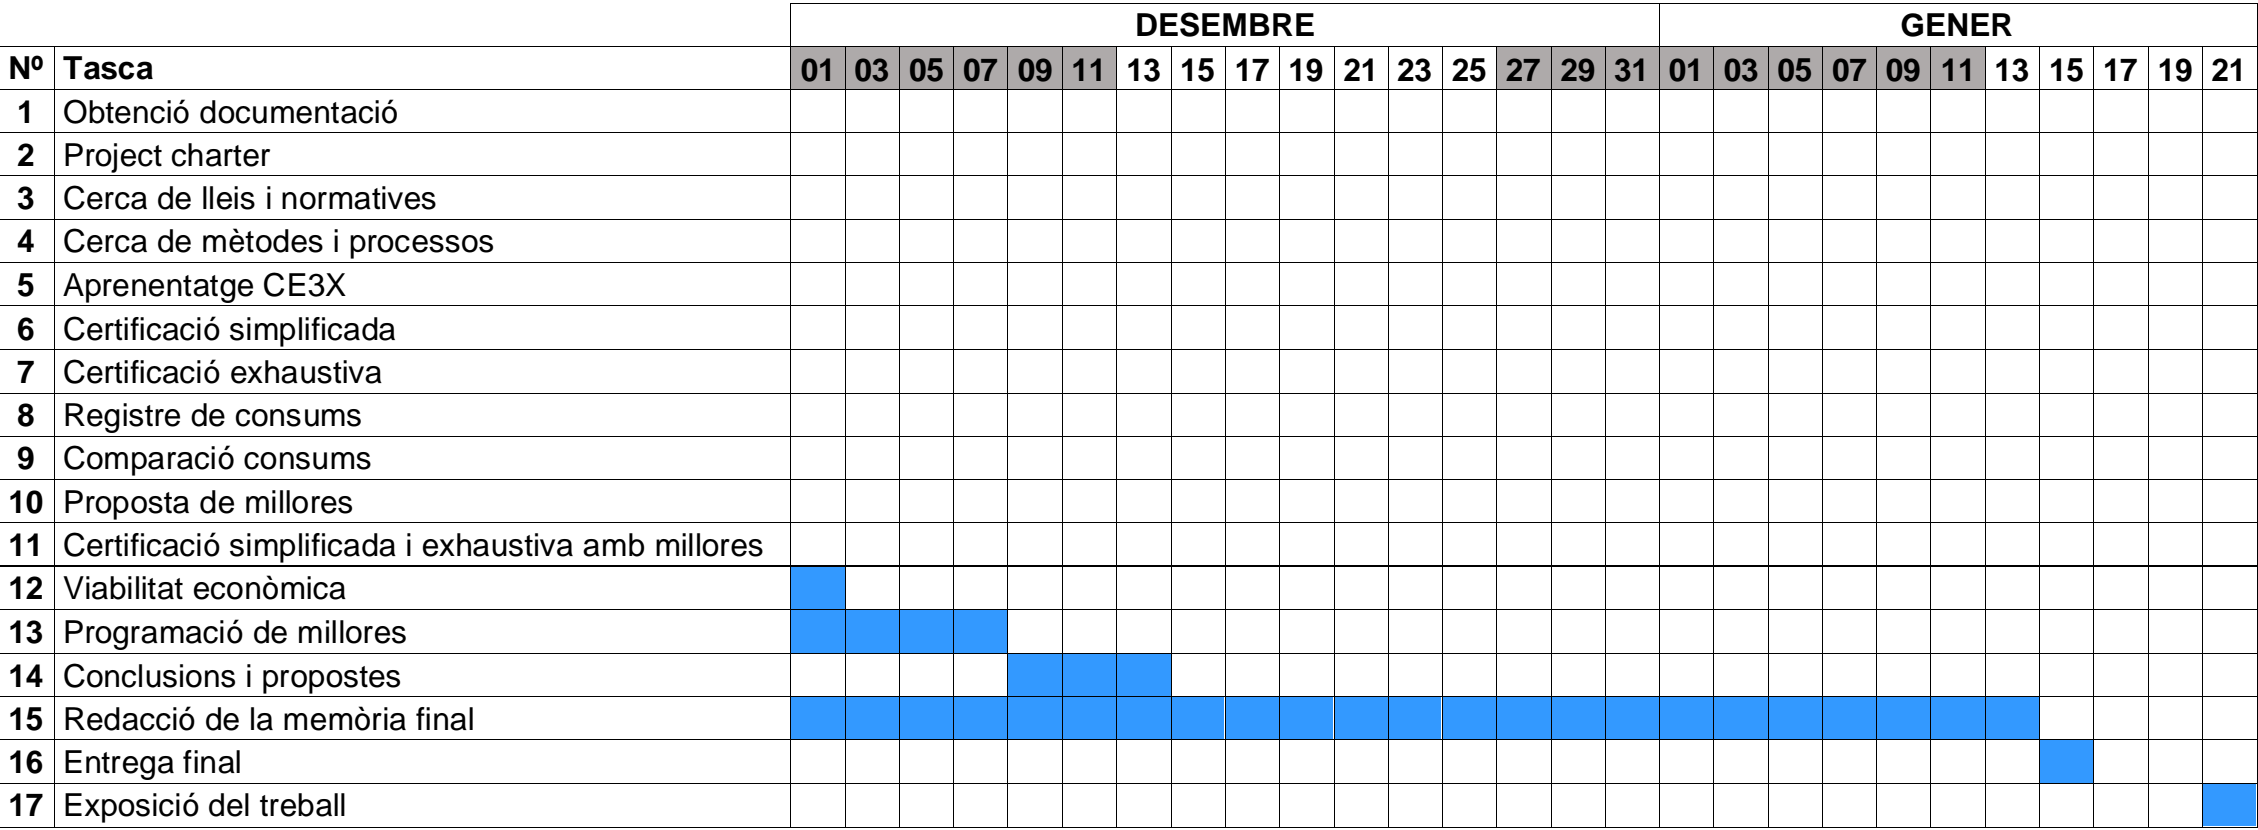 DESEMBRE GENER
Nº Tasca 01 03 05 07 09 11 13 15 17 19 21 23 25 27 29 31 01 03 05 07 09 11 13 15 17 19 21
1 Obtenció documentació
2 Project charter
3 Cerca de lleis i normatives
4 Cerca de mètodes i processos
5 Aprenentatge CE3X
6 Certificació simplificada
7 Certificació exhaustiva
8 Registre de consums
9 Comparació consums
10 Proposta de millores
11 Certificació simplificada i exhaustiva amb millores
12 Viabilitat econòmica
13 Programació de millores
14 Conclusions i propostes
15 Redacció de la memòria final
16 Entrega final
17 Exposició del treball